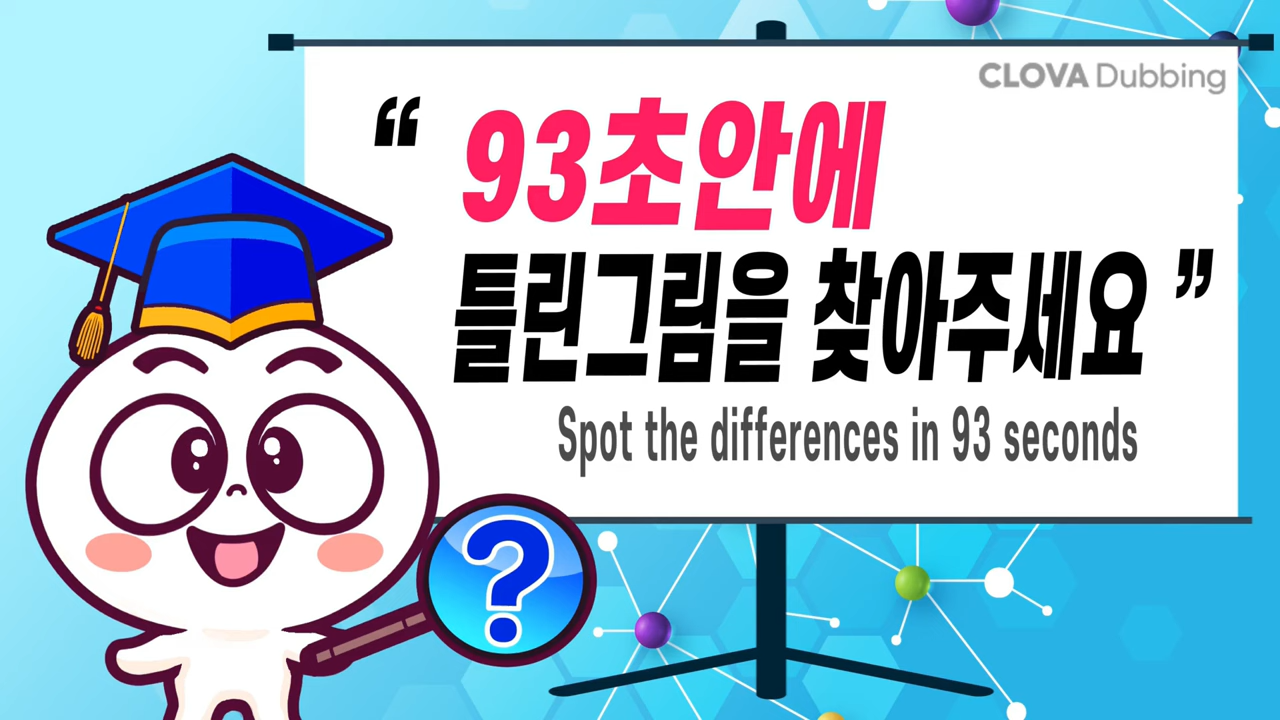 CLOVA Dubbing
“ 93초안에
틀린그림을 찾아주세요 ”
Spot the differences in 93 seconds
?